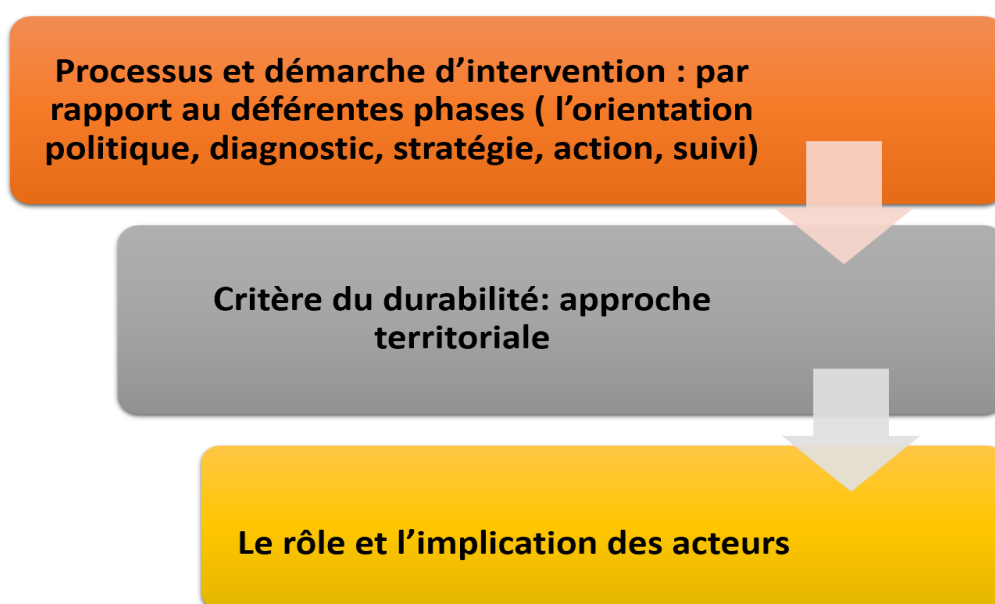 Processus et démarche d’intervention : par
rapport au déférentes phases ( l’orientation
politique, diagnostic, stratégie, action, suivi)
Critère du durabilité: approche
territoriale
Le rôle et l’implication des acteurs